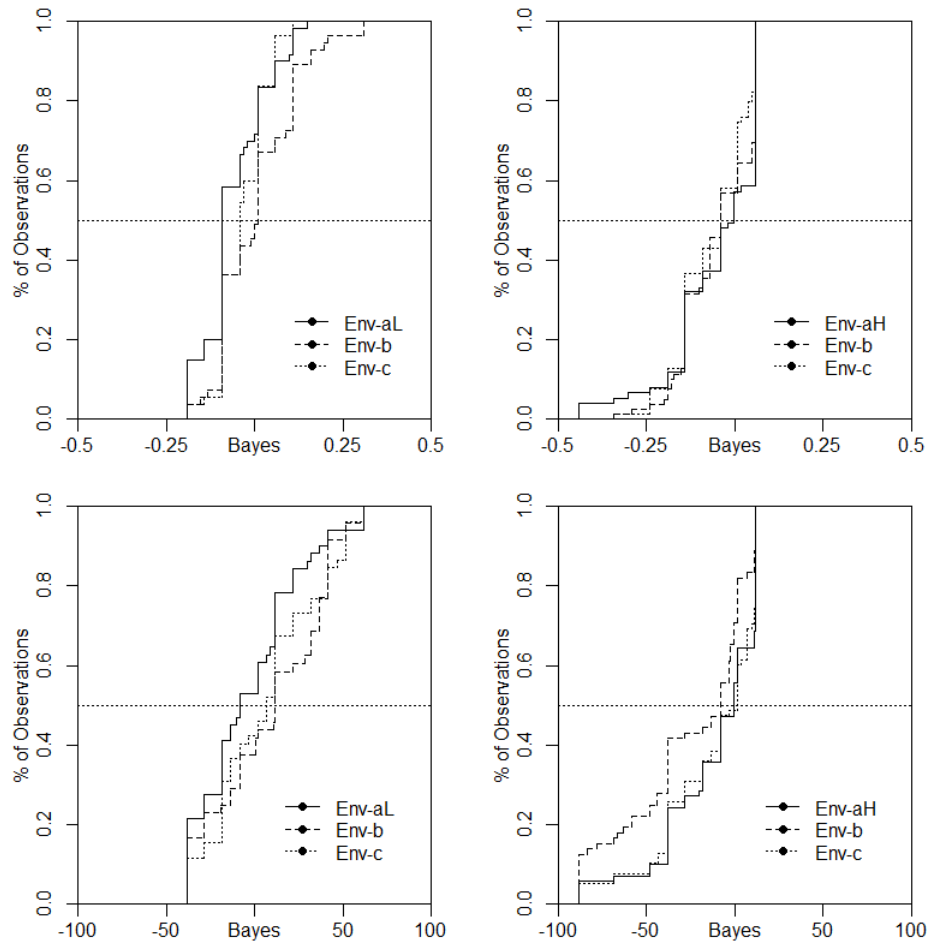 % of Observations
1.0
0.8
0.6
0.4
0.2
0.0
Env-aL
Env-b
Env-c
-0.5 -0.25 Bayes 0.25 0.5
% of Observations
1.0
0.8
0.6
0.4
0.2
0.0
Env-aH
Env-b
Env-c
-0.5 -0.25 Bayes 0.25 0.5
% of Observations
1.0
0.8
0.6
0.4
0.2
0.0
Env-aL
Env-b
Env-c
-100 -50 Bayes 50 100
% of Observations
1.0
0.8
0.6
0.4
0.2
0.0
Env-aH
Env-b
Env-c
-100 -50 Bayes 50 100